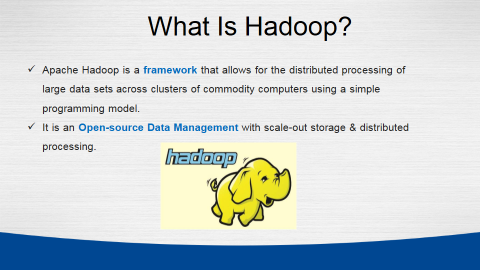 What Is Hadoop?
✓ Apache Hadoop is a framework that allows for the distributed processing of
large data sets across clusters of commodity computers using a simple
programming model.
✓ It is an Open-source Data Management with scale-out storage & distributed
processing.
hadoop